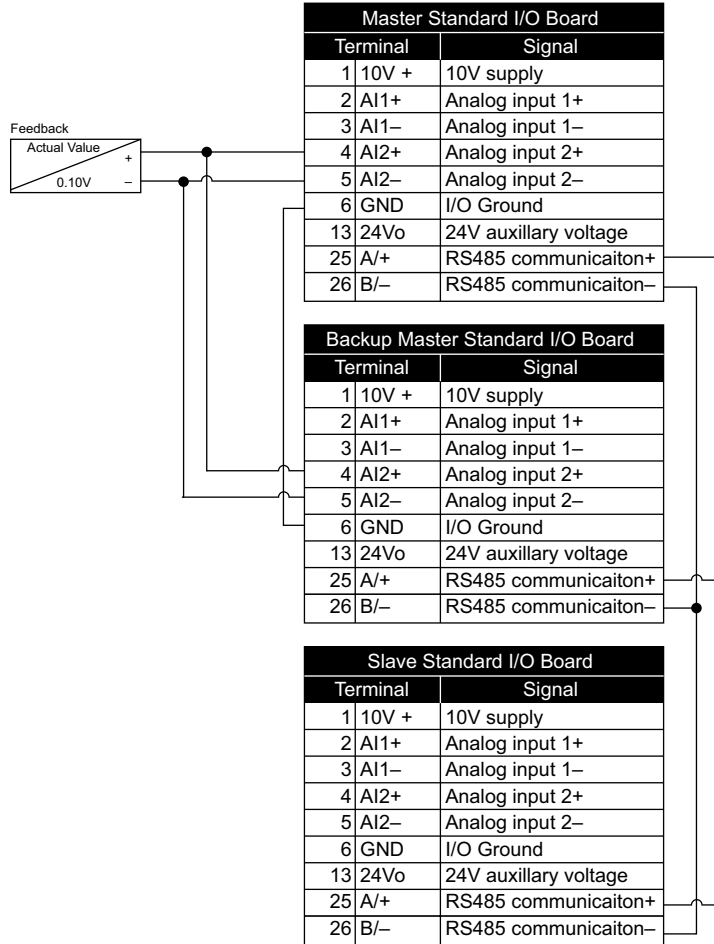 Master Standard I/O Board
Terminal Signal
1 10V + 10V supply
2 AI1+ Analog input 1+
3 AI1– Analog input 1–
4 AI2+ Analog input 2+
5 AI2– Analog input 2–
6 GND I/O Ground
13 24Vo 24V auxillary voltage
25 A/+ RS485 communicaiton+
26 B/– RS485 communicaiton–
Feedback
Actual Value +
0.10V –
Backup Master Standard I/O Board
Terminal Signal
1 10V + 10V supply
2 AI1+ Analog input 1+
3 AI1– Analog input 1–
4 AI2+ Analog input 2+
5 AI2– Analog input 2–
6 GND I/O Ground
13 24Vo 24V auxillary voltage
25 A/+ RS485 communicaiton+
26 B/– RS485 communicaiton–
Slave Standard I/O Board
Terminal Signal
1 10V + 10V supply
2 AI1+ Analog input 1+
3 AI1– Analog input 1–
4 AI2+ Analog input 2+
5 AI2– Analog input 2–
6 GND I/O Ground
13 24Vo 24V auxillary voltage
25 A/+ RS485 communicaiton+
26 B/– RS485 communicaiton–